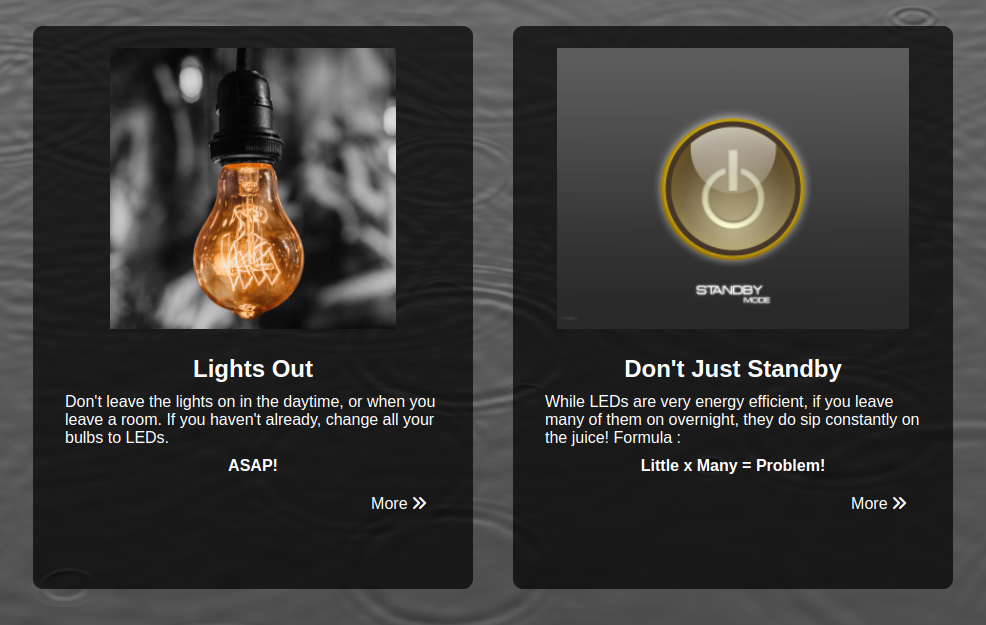 STANDBY
MODE
Lights Out
Don't leave the lights on in the daytime, or when you
leave a room. If you haven't already, change all your
bulbs to LEDs.
ASAP!
More
Don't Just Standby
While LEDs are very energy efficient, if you leave
many of them on overnight, they do sip constantly on
the juice! Formula :
Little x Many = Problem!
More